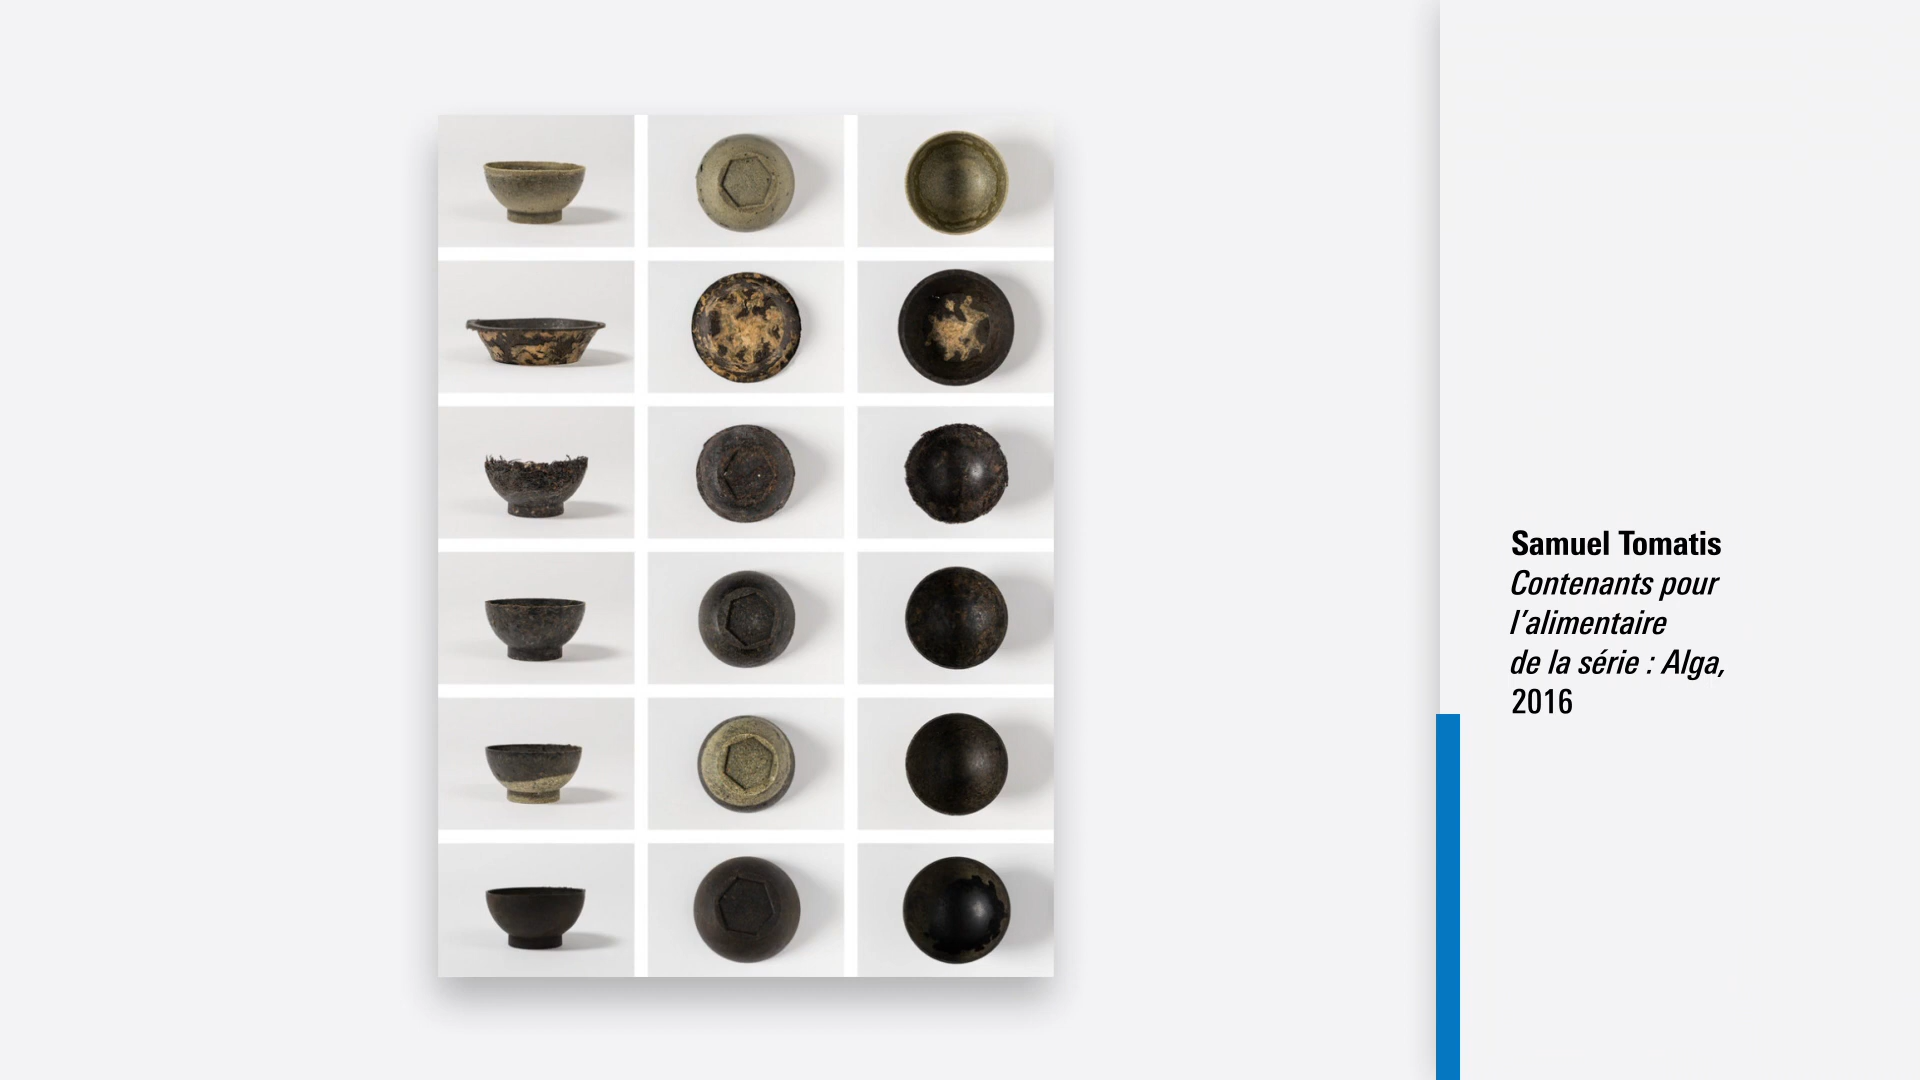 Samuel Tomatis
Contenants pour
l’alimentaire
de la série : Alga,
2016